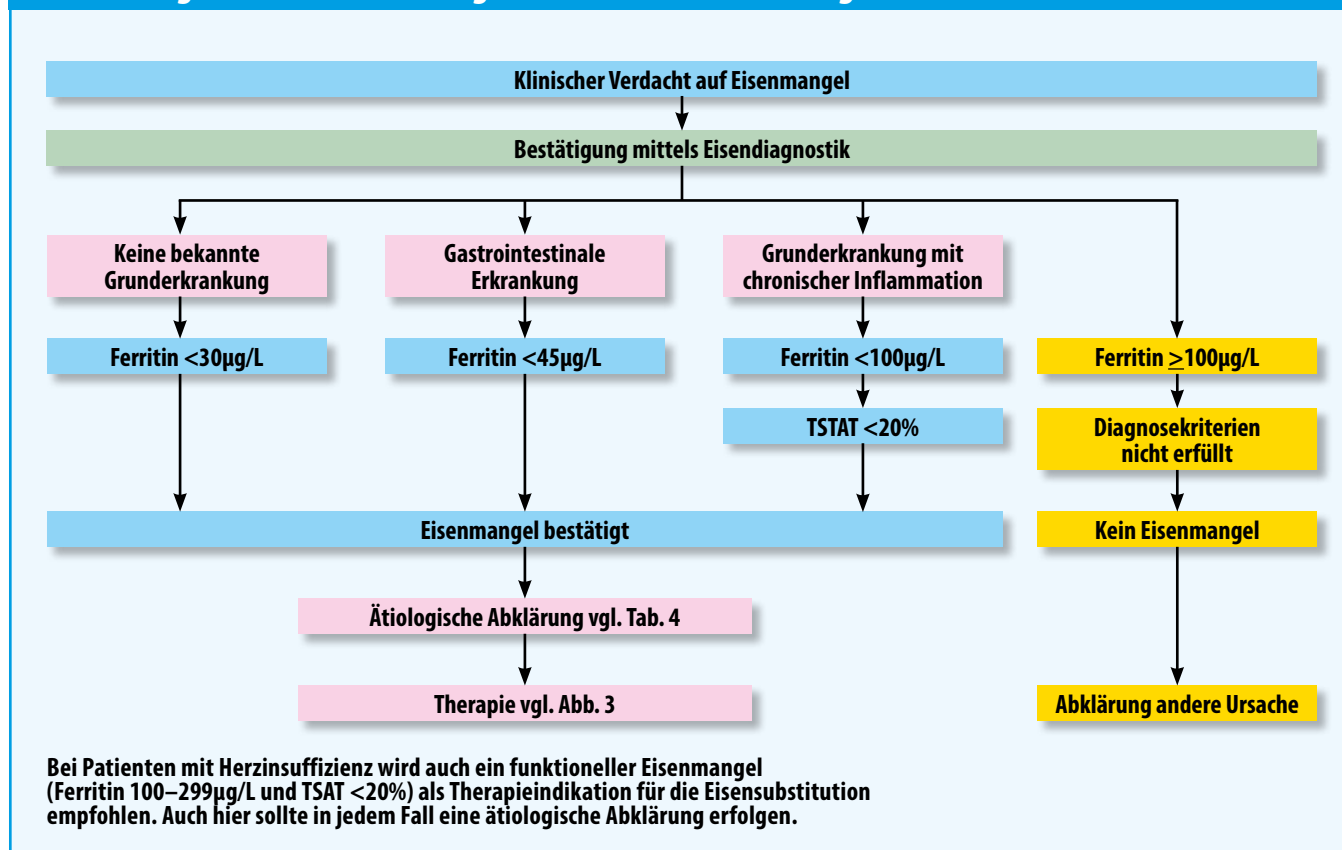 Klinischer Verdacht auf Eisenmangel
Bestätigung mittels Eisendiagnostik
Keine bekannte
Grunderkrankung
Gastrointestinale
Erkrankung
Grunderkrankung mit
chronischer Inflammation
Ferritin <30µg/L
Ferritin <45µg/L
Ferritin <100µg/L
Ferritin ≥100µg/L
TSTAT <20%
Diagnosekriterien
nicht erfüllt
Eisenmangel bestätigt
Kein Eisenmangel
Ätiologische Abklärung vgl. Tab. 4
Therapie vgl. Abb. 3
Abklärung andere Ursache
Bei Patienten mit Herzinsuffizienz wird auch ein funktioneller Eisenmangel
(Ferritin 100–299µg/L und TSAT <20%) als Therapieindikation für die Eisensubstitution
empfohlen. Auch hier sollte in jedem Fall eine ätiologische Abklärung erfolgen.